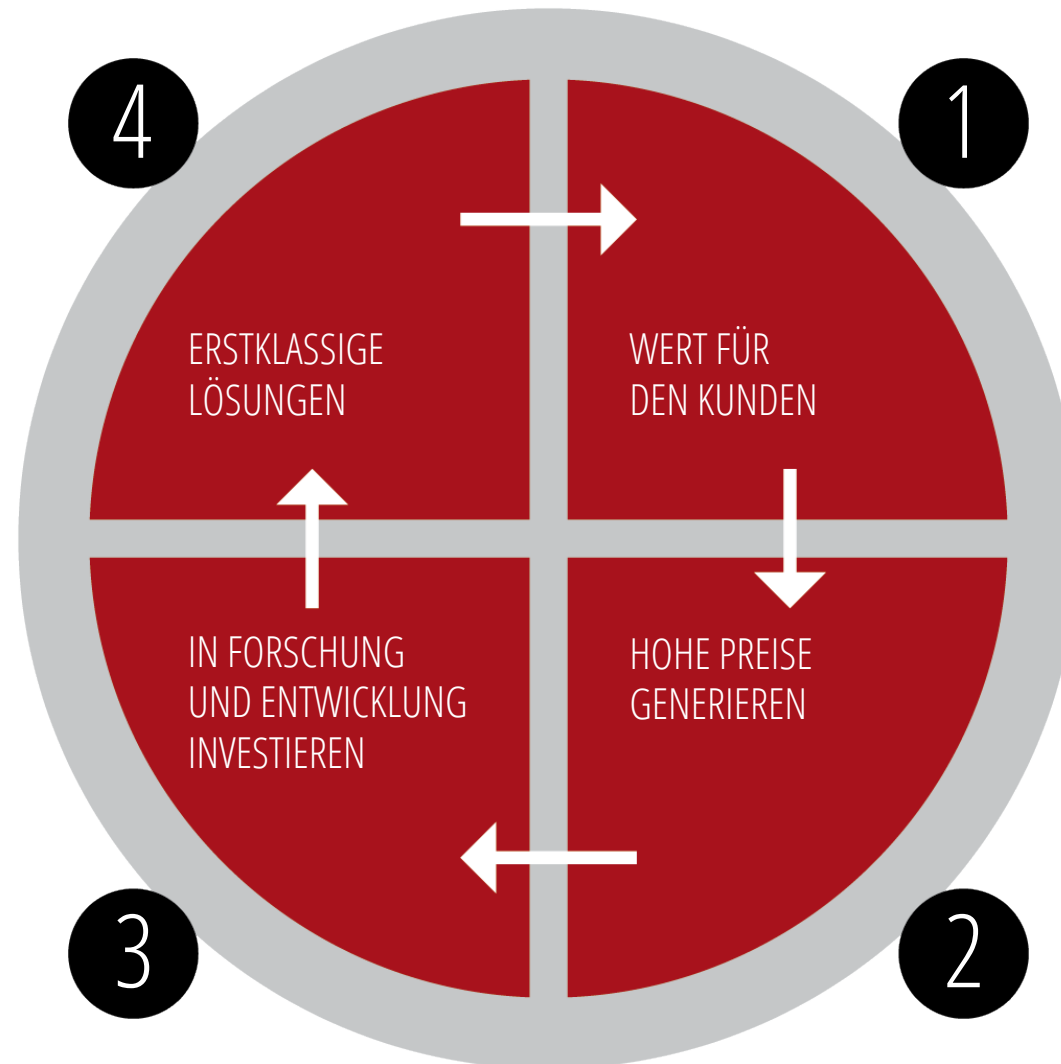 4
1
ERSTKLASSIGE
LÖSUNGEN
WERT FÜR
DEN KUNDEN
IN FORSCHUNG
UND ENTWICKLUNG
INVESTIEREN
HOHE PREISE
GENERIEREN
3
2